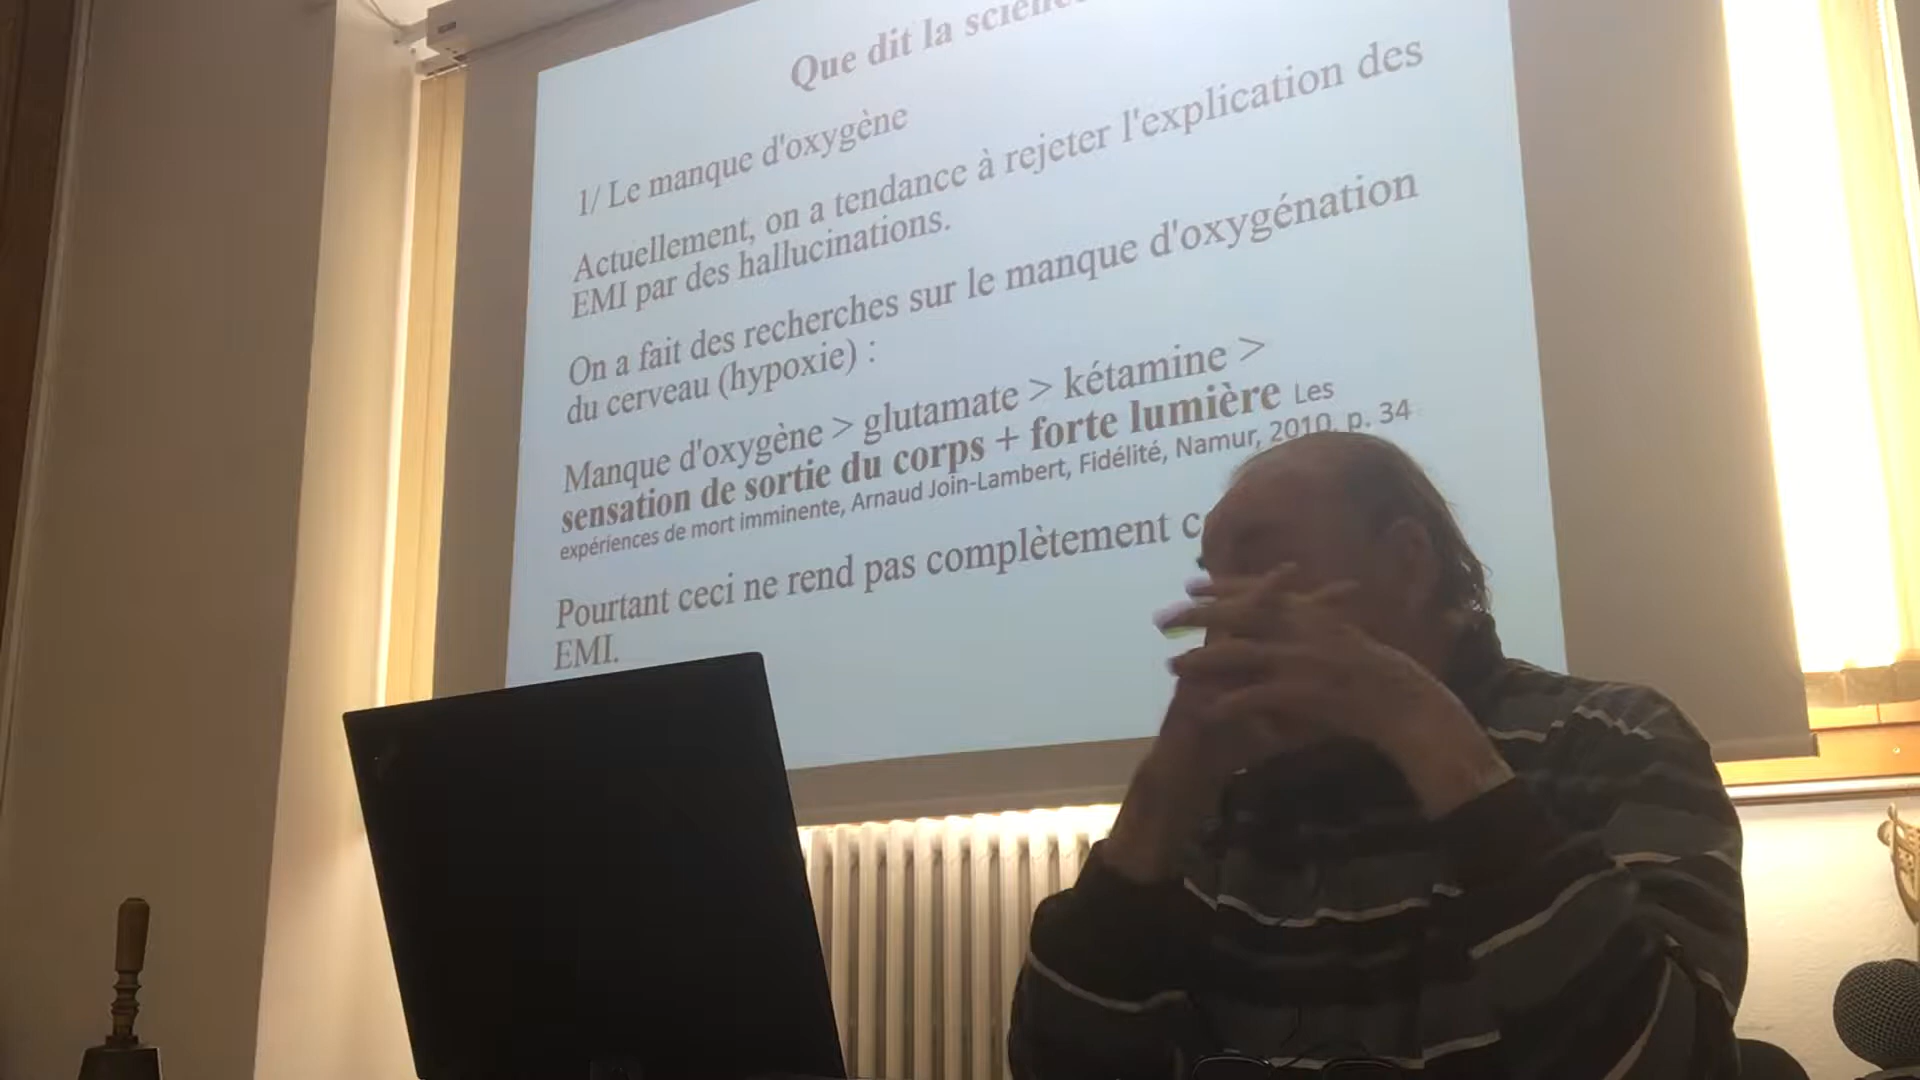 Que dit la science
1/ Le manque d'oxygène
Actuellement, on a tendance à rejeter l'explication des
EMI par des hallucinations.
On a fait des recherches sur le manque d'oxygénation
du cerveau (hypoxie) :
Manque d'oxygène > glutamate > kétamine >
sensation de sortie du corps + forte lumière Les
expériences de mort imminente, Arnaud Join-Lambert, Fidélité, Namur, 2010, p. 34
Pourtant ceci ne rend pas complètement
EMI.